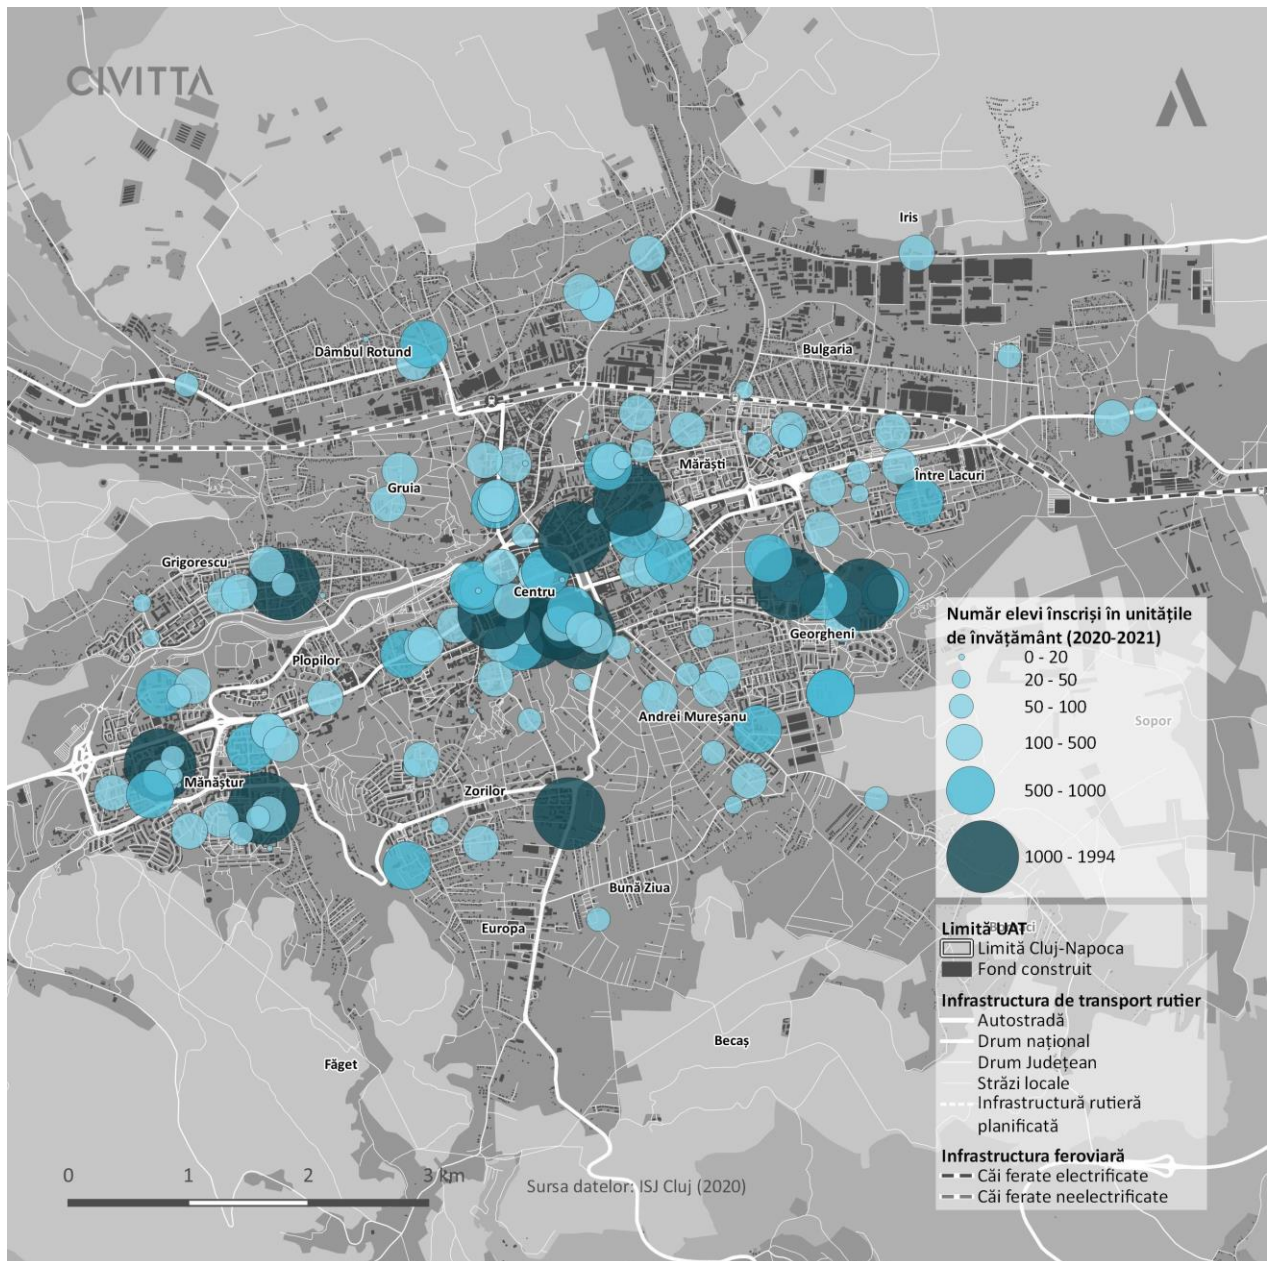 CIVITTA
Iris
Dâmbul Rotund
Bulgaria
Mărăști
Gruia
Între Lacuri
Grigorescu
Centru
Georgheni
Plopilor
Andrei Mureșanu
Sopor
Mănăștur
Zorilor
Bună Ziua
Europa
Becaș
Făget
Număr elevi înscriși în unitățile
de învățământ (2020-2021)
0 - 20
20 - 50
50 - 100
100 - 500
500 - 1000
1000 - 1994
Limită UAT
Limită Cluj-Napoca
Fond construit
Infrastructura de transport rutier
Autostradă
Drum național
Drum Județean
Străzi locale
Infrastructură rutieră
planificată
Infrastructura feroviară
Căi ferate electrificate
Căi ferate neelectrificate
0 1 2 3 km
Sursa datelor: ISJ Cluj (2020)